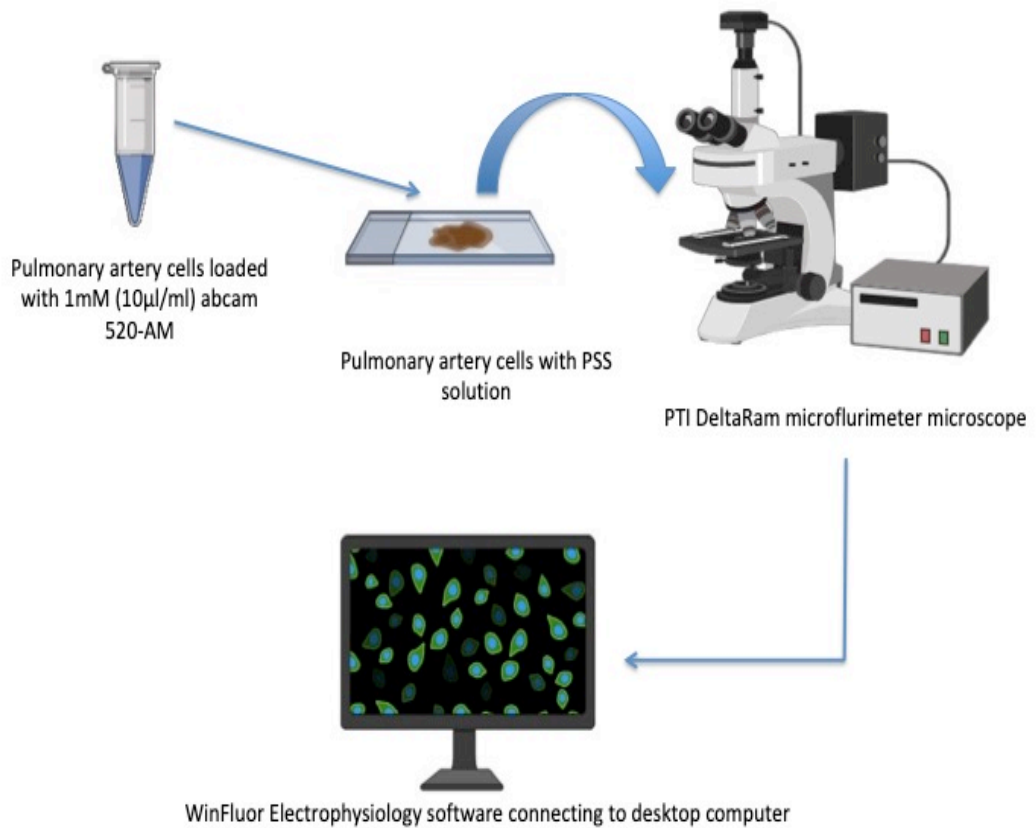 Pulmonary artery cells loaded
with 1mM (10µl/ml) abcam
520-AM
Pulmonary artery cells with PSS
solution
PTI DeltaRam microflurimeter microscope
WinFluor Electrophysiology software connecting to desktop computer